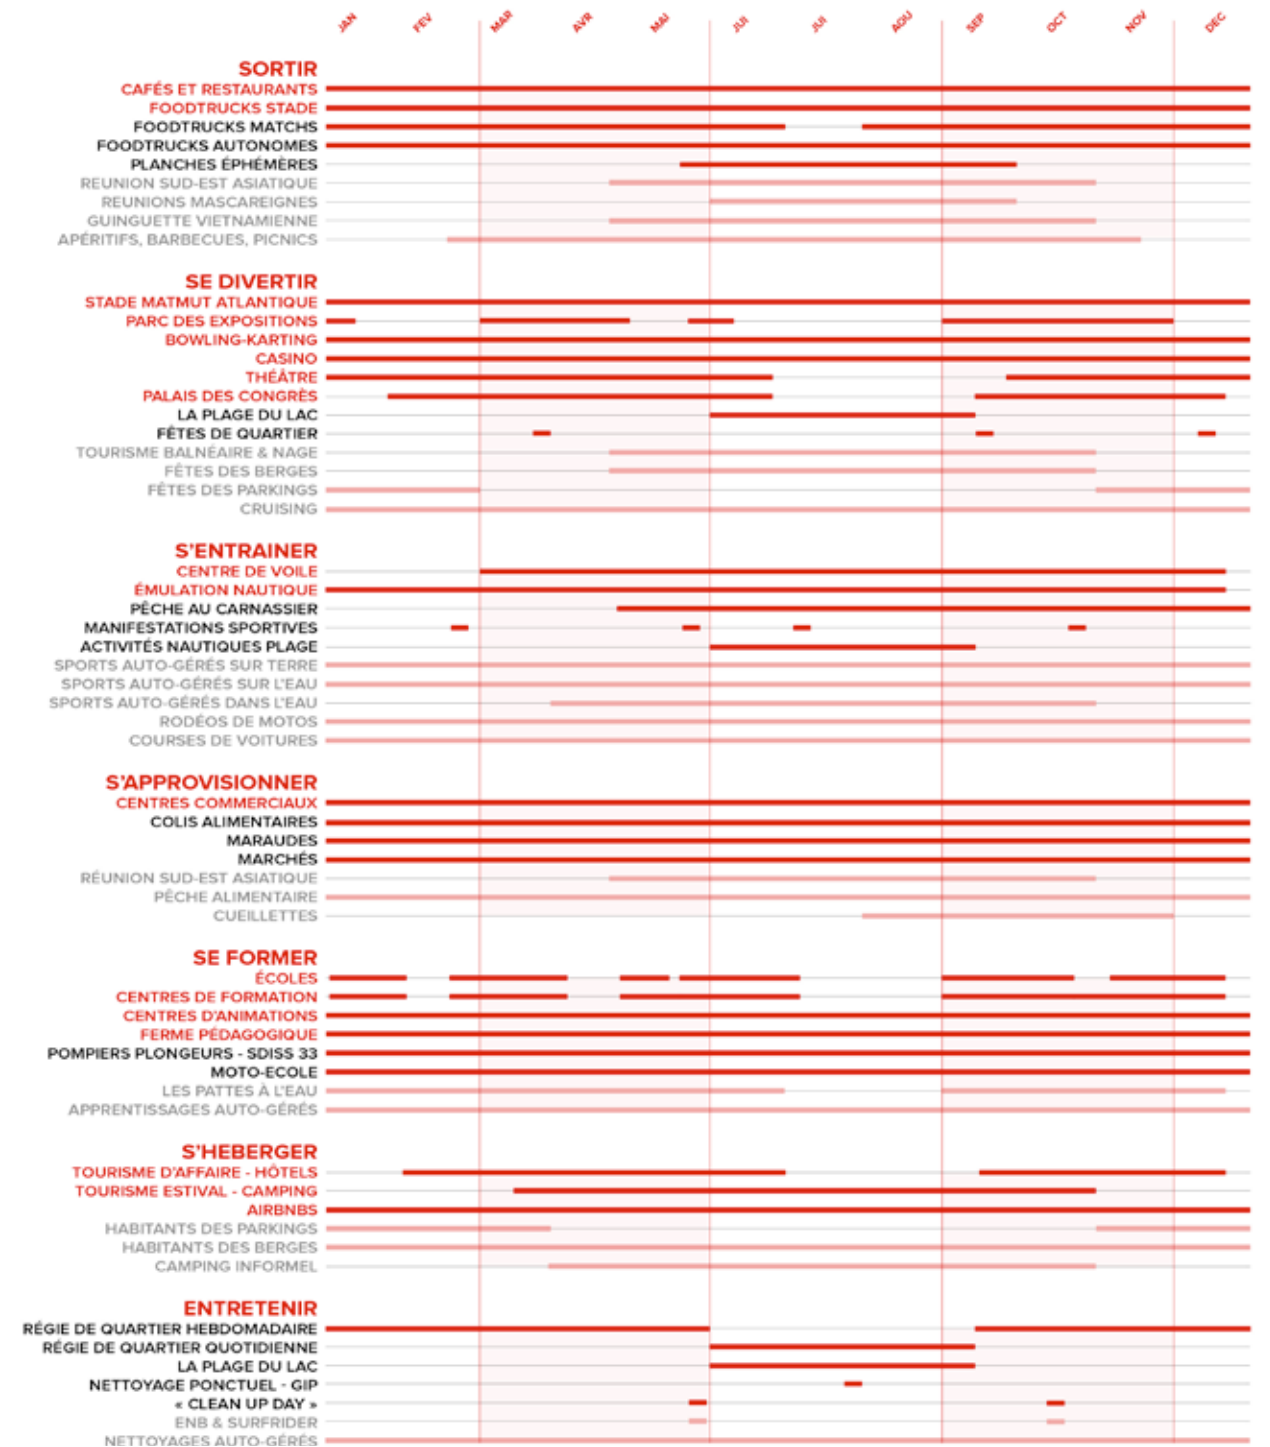 JAN FEV MAR AVR MAI JUI JUI AOU SEP OCT NOV DEC
SORTIR
CAFÉS ET RESTAURANTS
FOODTRUCKS STADE
FOODTRUCKS MATCHS
FOODTRUCKS AUTONOMES
PLANCHES ÉPHÉMÈRES
REUNION SUD-EST ASIATIQUE
REUNIONS MASCAREIGNES
GUINGUETTE VIETNAMIENNE
APÉRITIFS, BARBECUES, PICNICS
SE DIVERTIR
STADE MATMUT ATLANTIQUE
PARC DES EXPOSITIONS
BOWLING-KARTING
CASINO
THÉÂTRE
PALAIS DES CONGRÈS
LA PLAGE DU LAC
FÊTES DE QUARTIER
TOURISME BALNÉAIRE & NAGE
FÊTES DES BERGES
FÊTES DES PARKINGS
CRUISING
S'ENTRAINER
CENTRE DE VOILE
ÉMULATION NAUTIQUE
PÊCHE AU CARNASSIER
MANIFESTATIONS SPORTIVES
ACTIVITÉS NAUTIQUES PLAGE
SPORTS AUTO-GÉRÉS SUR TERRE
SPORTS AUTO-GÉRÉS SUR L'EAU
SPORTS AUTO-GÉRÉS DANS L'EAU
RODÉOS DE MOTOS
COURSES DE VOITURES
S'APPROVISIONNER
CENTRES COMMERCIAUX
COLIS ALIMENTAIRES
MARAUDES
MARCHÉS
RÉUNION SUD-EST ASIATIQUE
PÊCHE ALIMENTAIRE
CUEILLETTES
SE FORMER
ÉCOLES
CENTRES DE FORMATION
CENTRES D'ANIMATIONS
FERME PÉDAGOGIQUE
POMPIERS PLONGEURS - SDISS 33
MOTO-ECOLE
LES PATTES À L'EAU
APPRENTISSAGES AUTO-GÉRÉS
S'HEBERGER
TOURISME D'AFFAIRE - HÔTELS
TOURISME ESTIVAL - CAMPING
AIRBNBS
HABITANTS DES PARKINGS
HABITANTS DES BERGES
CAMPING INFORMEL
ENTRETENIR
RÉGIE DE QUARTIER HEBDOMADAIRE
RÉGIE DE QUARTIER QUOTIDIENNE
LA PLAGE DU LAC
NETTOYAGE PONCTUEL - GIP
« CLEAN UP DAY »
ENB & SURFRIDER
NETTOYAGES AUTO-GÉRÉS